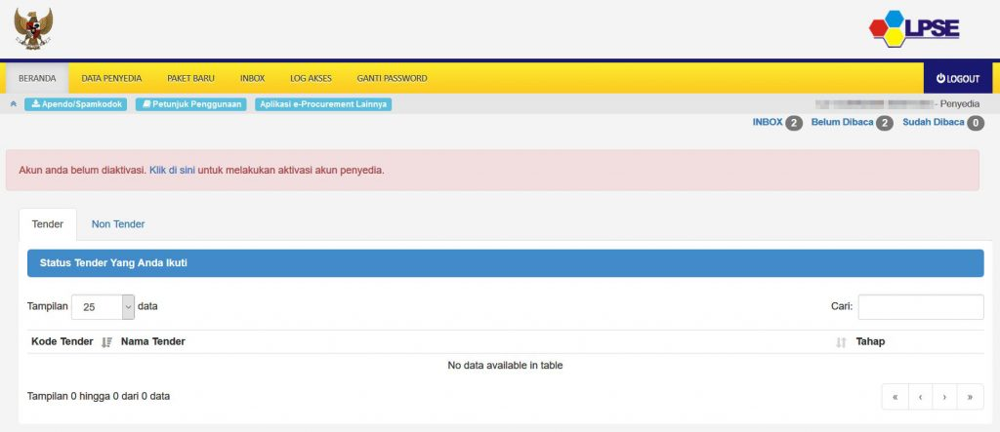 LPSE
BERANDA DATA PENYEDIA PAKET BARU INBOX LOG AKSES GANTI PASSWORD LOGOUT
Apendo/Spamkodok Petunjuk Penggunaan Aplikasi e-Procurement Lainnya - Penyedia
INBOX 2 Belum Dibaca 2 Sudah Dibaca 0
Akun anda belum diaktivasi. Klik di sini untuk melakukan aktivasi akun penyedia.
Tender Non Tender
Status Tender Yang Anda Ikuti
Tampilan 25 data Cari:
Kode Tender Nama Tender Tahap
No data available in table
Tampilan 0 hingga 0 dari 0 data « ‹ › »